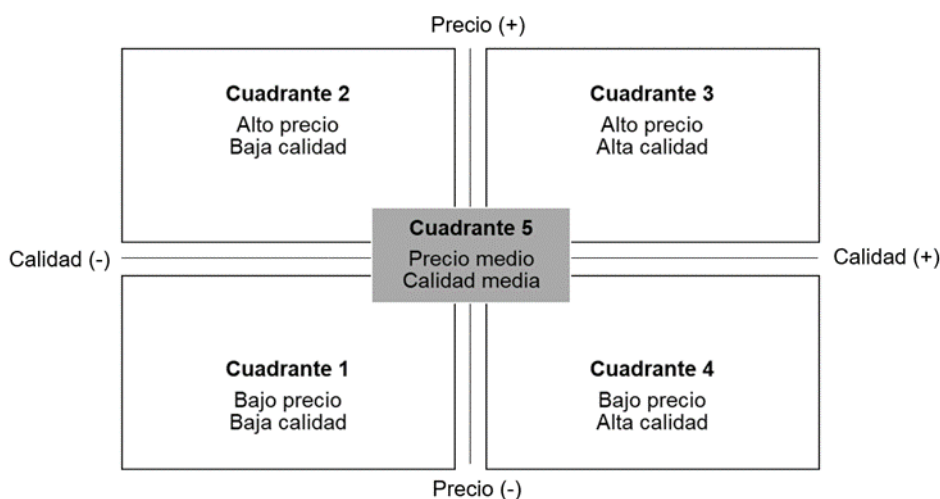 Precio (+)
Cuadrante 2
Alto precio
Baja calidad
Cuadrante 3
Alto precio
Alta calidad
Calidad (-)
Cuadrante 5
Precio medio
Calidad media
Calidad (+)
Cuadrante 1
Bajo precio
Baja calidad
Cuadrante 4
Bajo precio
Alta calidad
Precio (-)